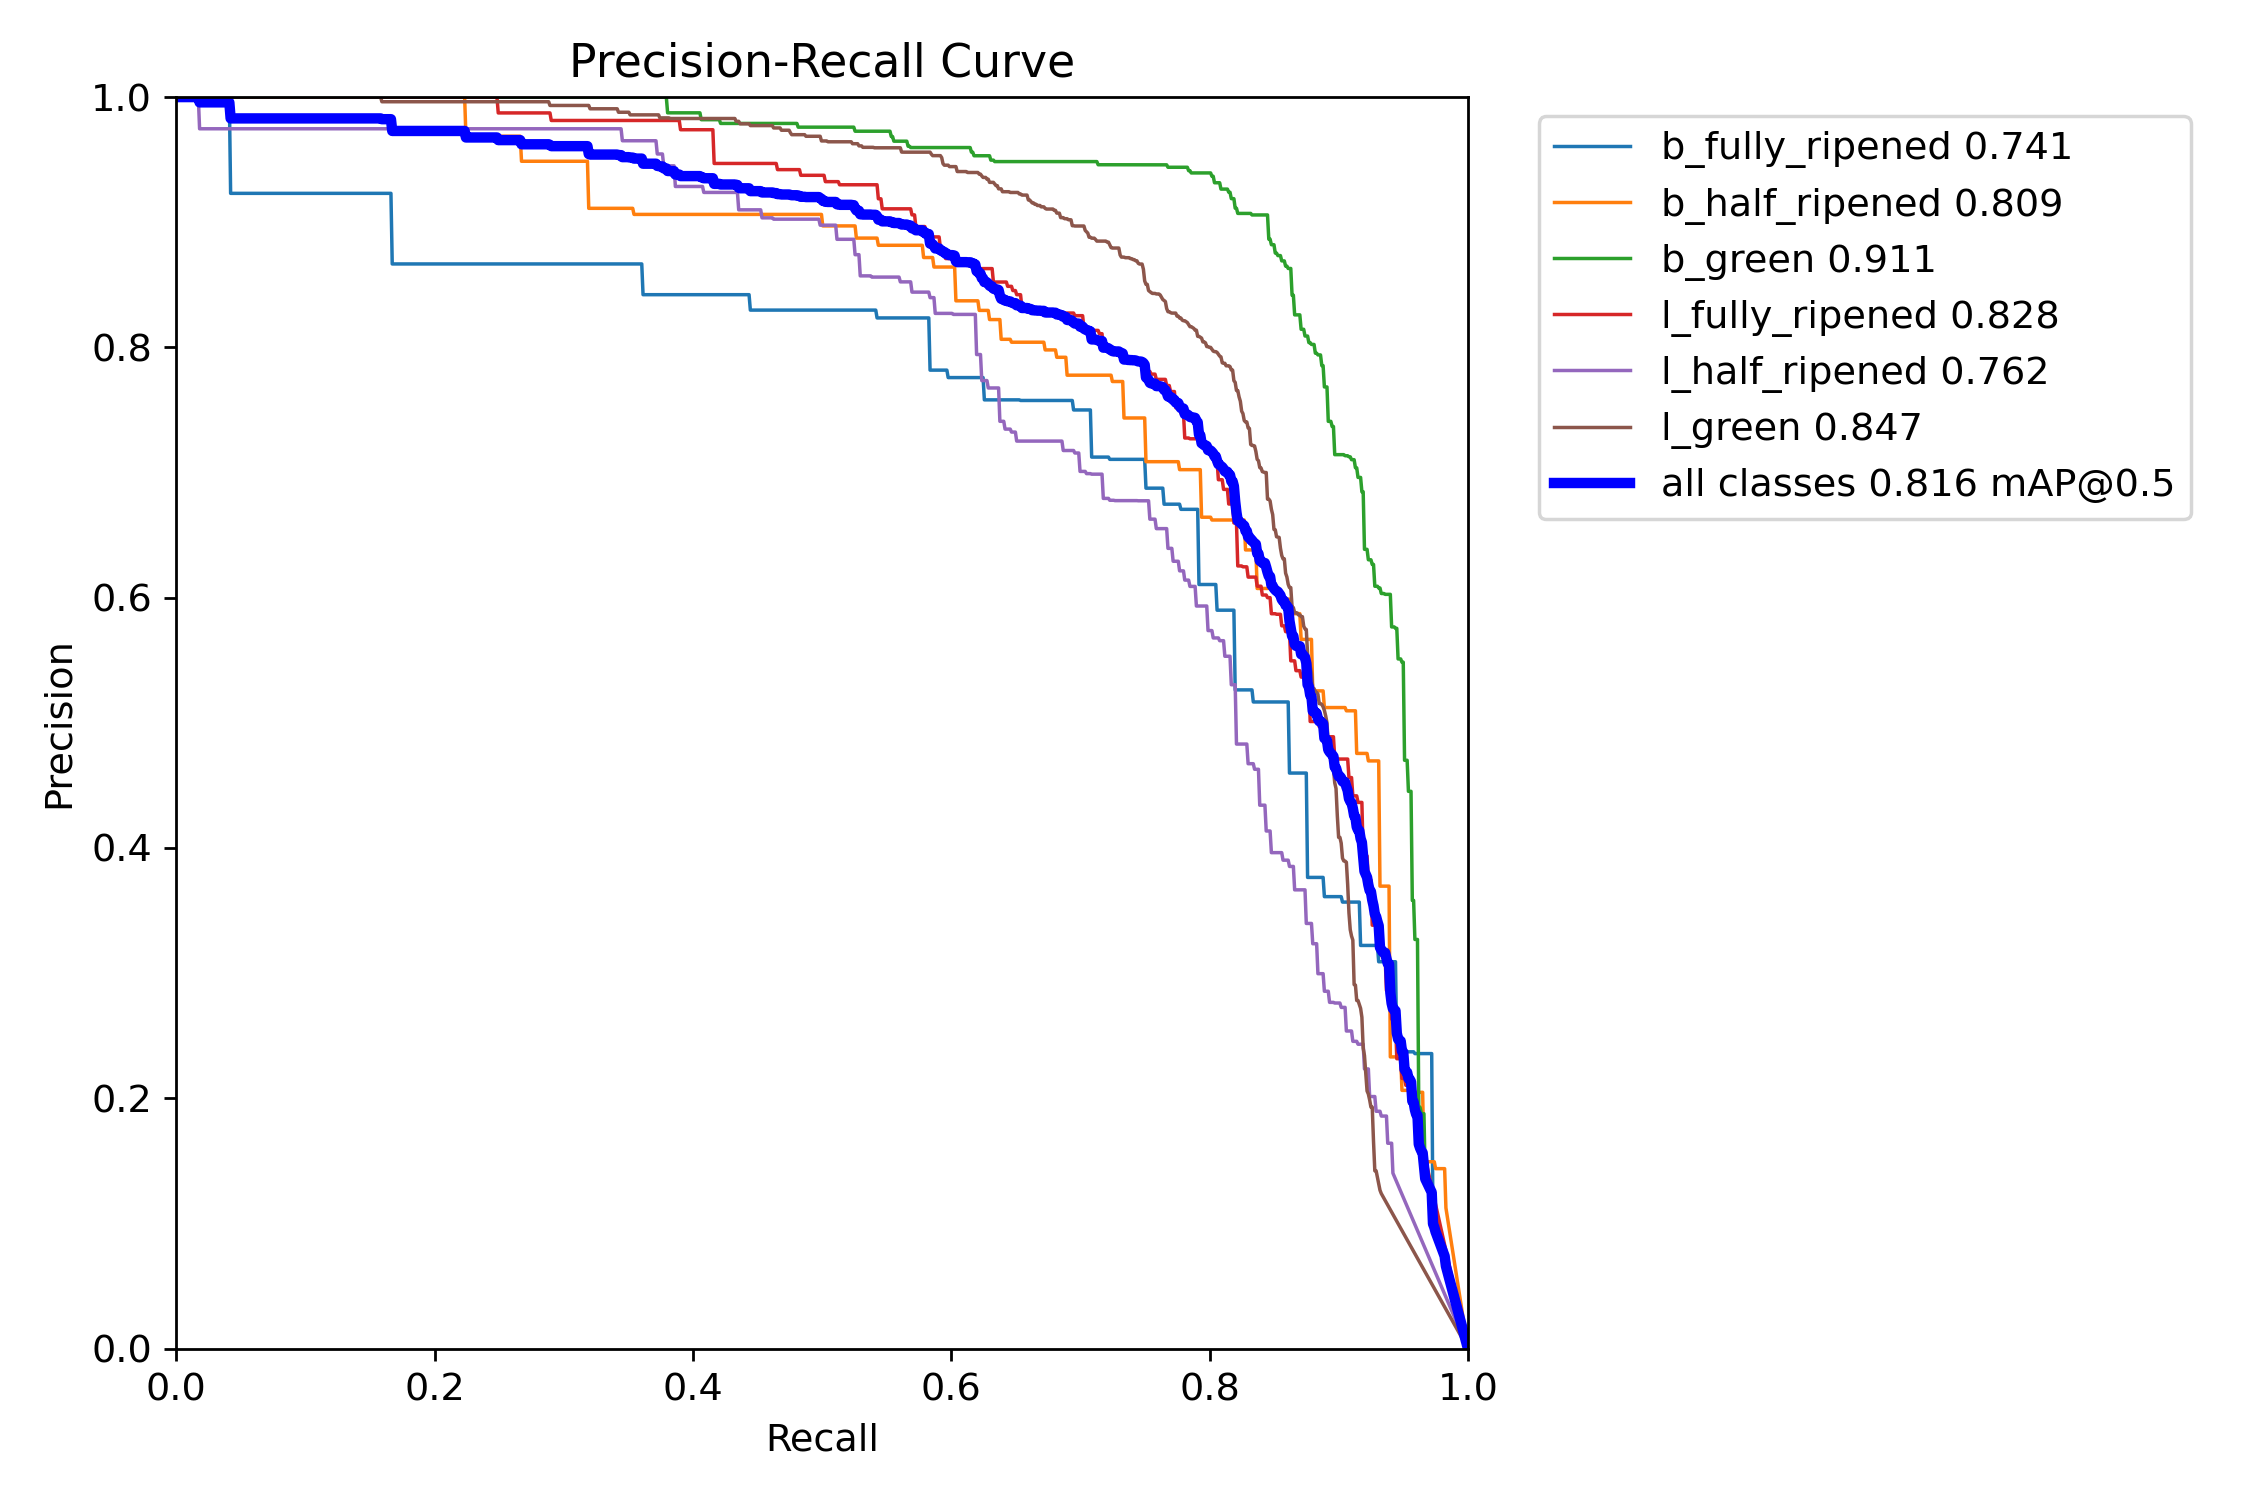 Precision-Recall Curve
1.0
0.8
0.6
0.4
0.2
0.0
Precision
0.0 0.2 0.4 0.6 0.8 1.0
Recall
b_fully_ripened 0.741
b_half_ripened 0.809
b_green 0.911
l_fully_ripened 0.828
l_half_ripened 0.762
l_green 0.847
all classes 0.816 mAP@0.5